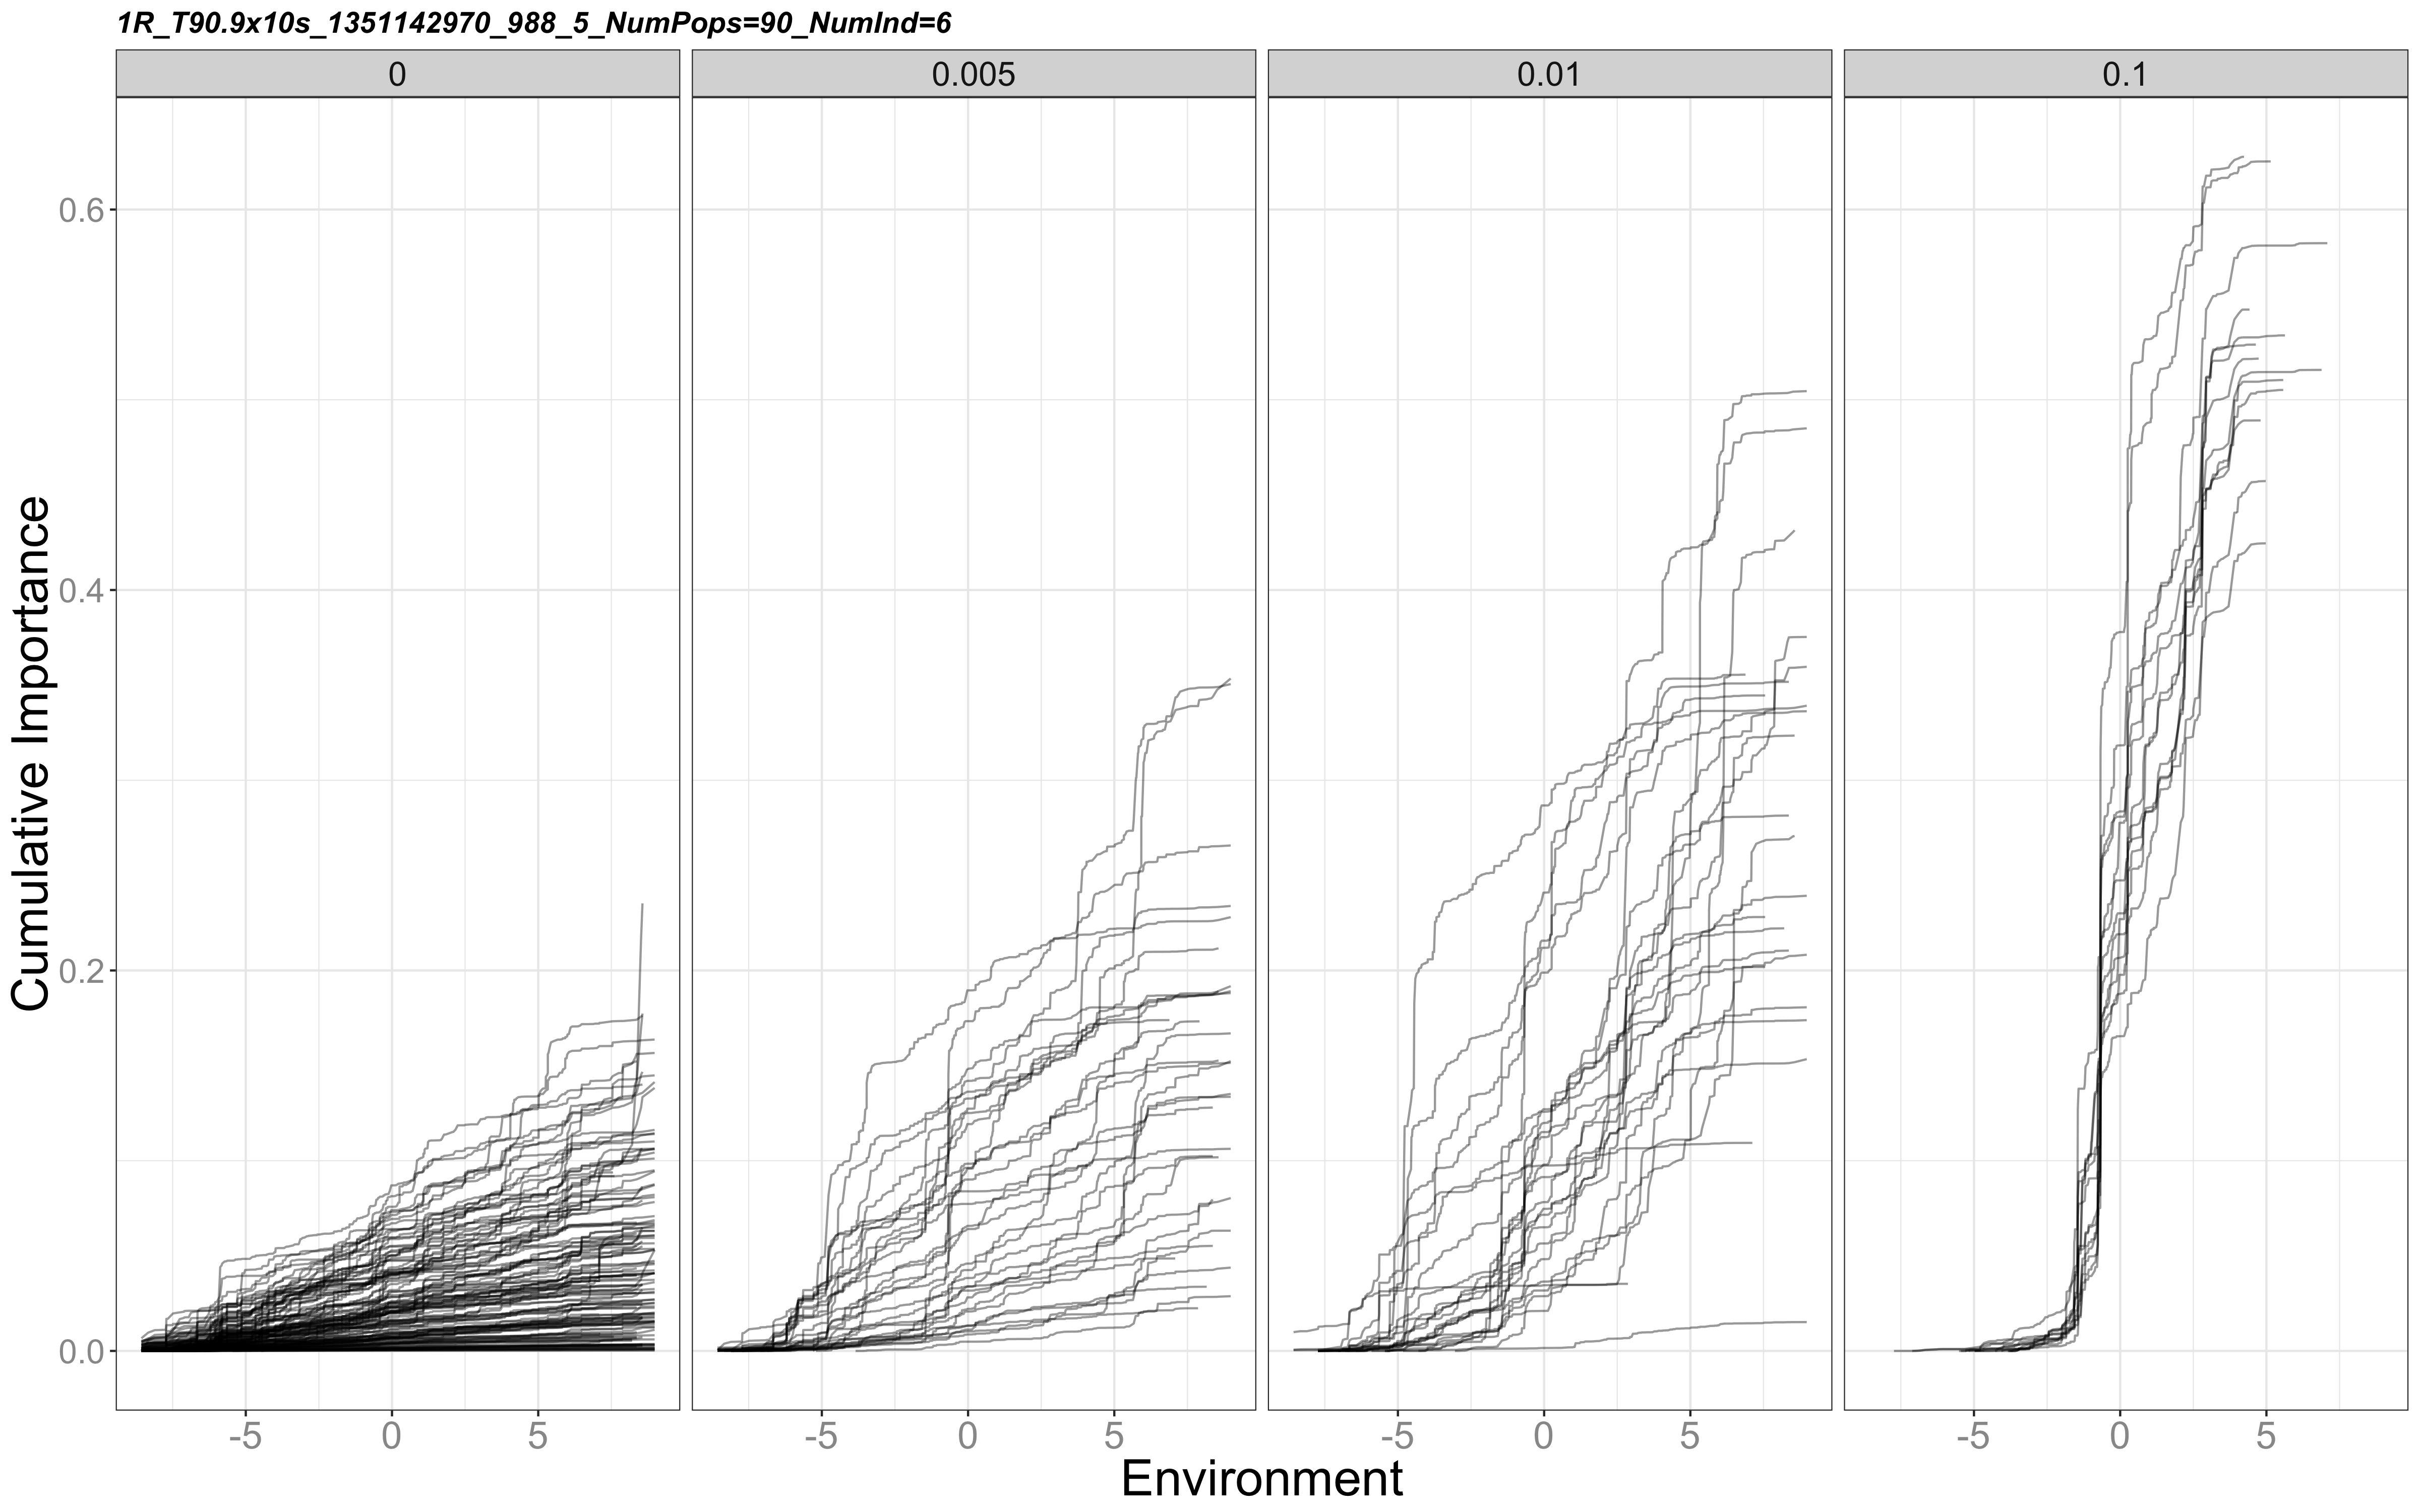 1R_T90.9x10s_1351142970_988_5_NumPops=90_NumInd=6
0 0.005 0.01 0.1
Cumulative Importance
0.6
0.4
0.2
0.0
-5 0 5 -5 0 5 -5 0 5 -5 0 5
Environment